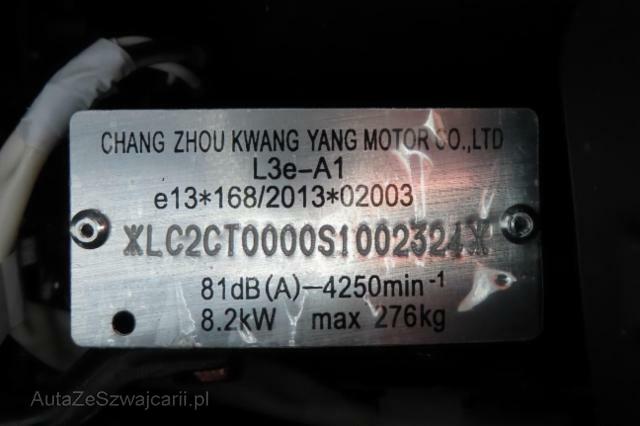 CHANG ZHOU KWANG YANG MOTOR CO.,LTD
L3e-A1
e13*168/2013*02003
*LC2CT0000S1002324*
81dB(A)-4250min-1
8.2kW max 276kg
AutaZeSzwajcarii.pl